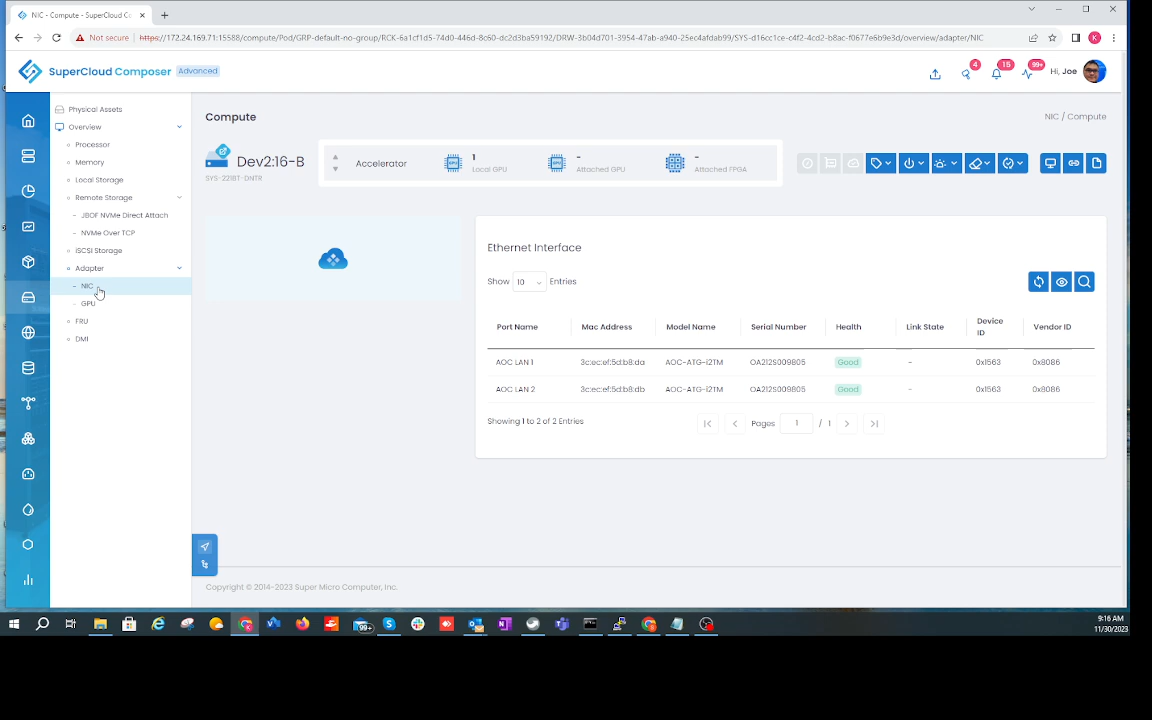 NIC - Compute - SuperCloud Co
Not secure https://172.24.169.71:15588/compute/Pod/GRP-default-no-group/RCK-6a1cf1d5-74d0-446d-8c60-dc2d3ba59192/DRW-3b04d701-3954-47ab-a940-25ec4afdab99/SYS-d16cc1ce-c4f2-4cd2-b8ac-f0677e6b9e3d/overview/adapter/NIC
K
SuperCloud Composer Advanced
4
15
99+
Hi, Joe
Physical Assets
Overview
Processor
Memory
Local Storage
Remote Storage
JBOF NVMe Direct Attach
NVMe Over TCP
iSCSI Storage
Adapter
NIC
GPU
FRU
DMI
Compute
NIC / Compute
Dev2:16-B
SYS-221BT-DNTR
Accelerator
1
Local GPU
-
Attached GPU
-
Attached FPGA
Ethernet Interface
Show 10 Entries
Port Name Mac Address Model Name Serial Number Health Link State Device ID Vendor ID
AOC LAN 1 3c:ec:ef:5d:b8:da AOC-ATG-i2TM OA212S009805 Good - 0x1563 0x8086
AOC LAN 2 3c:ec:ef:5d:b8:db AOC-ATG-i2TM OA212S009805 Good - 0x1563 0x8086
Showing 1 to 2 of 2 Entries
Pages 1 / 1
Copyright © 2014-2023 Super Micro Computer, Inc.
99+
9:16 AM
11/30/2023